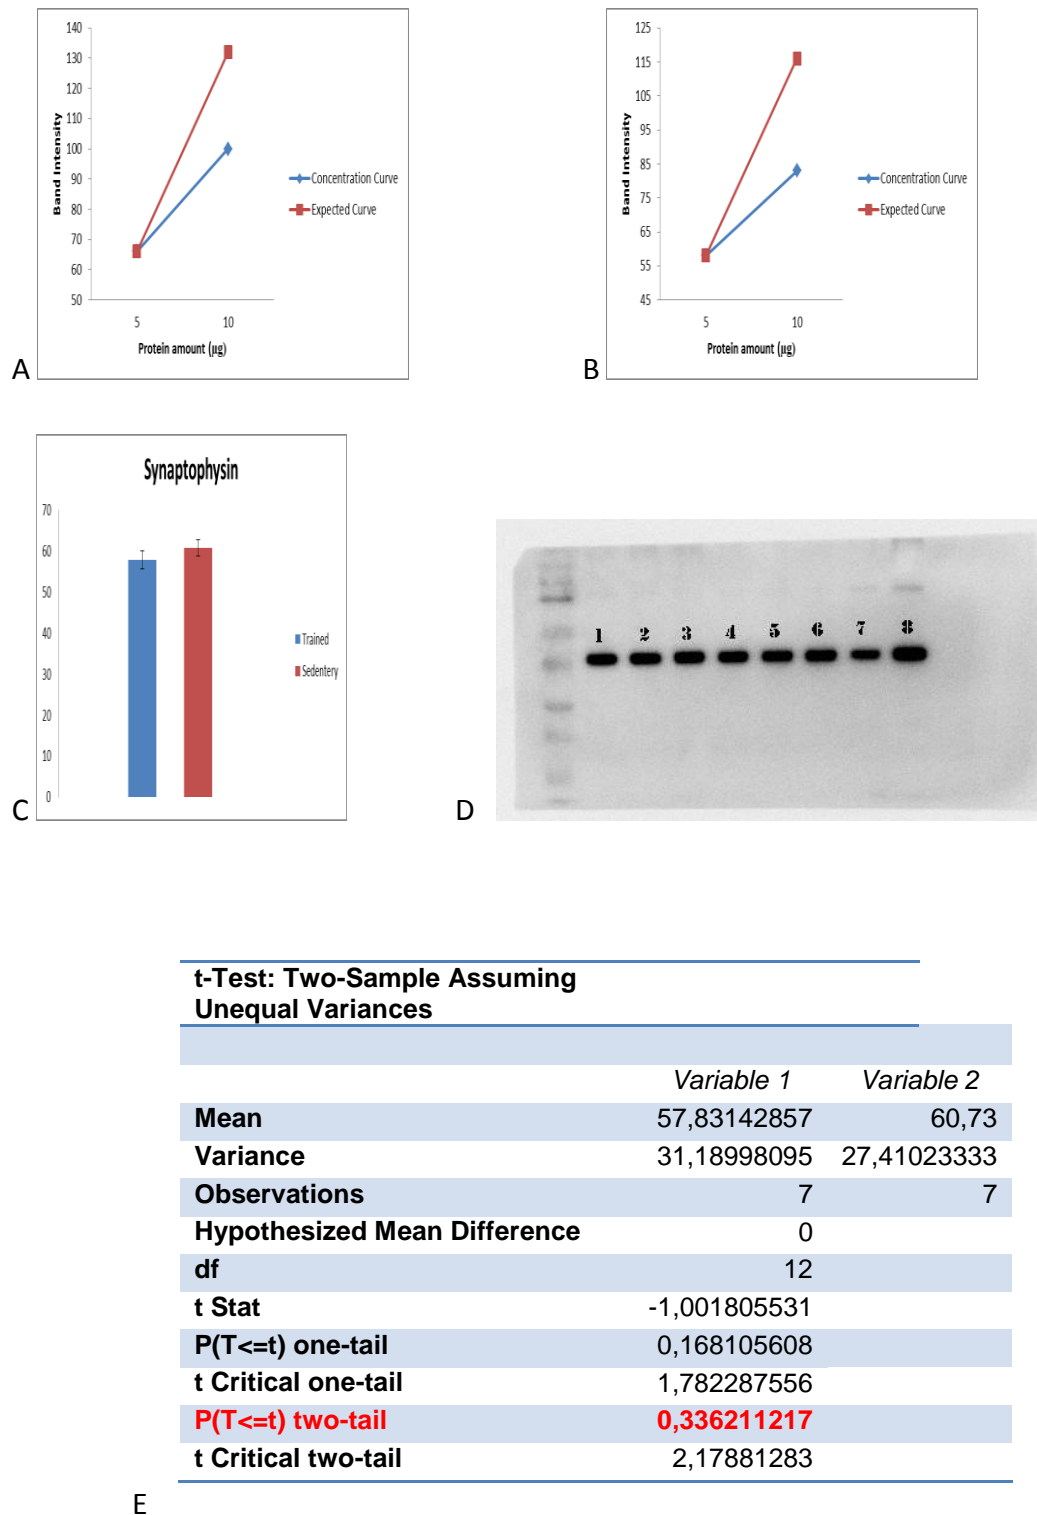 140
130
120
110
100
90
80
70
60
50
Band Intensity
5 10
Protein amount (µg)
Concentration Curve
Expected Curve
A
125
115
105
95
85
75
65
55
45
Band Intensity
5 10
Protein amount (µg)
Concentration Curve
Expected Curve
B
Synaptophysin
70
60
50
40
30
20
10
0
Trained
Sedentery
C
1 2 3 4 5 6 7 8
D
t-Test: Two-Sample Assuming
Unequal Variances
Variable 1 Variable 2
Mean 57,83142857 60,73
Variance 31,18998095 27,41023333
Observations 7 7
Hypothesized Mean Difference 0
df 12
t Stat -1,001805531
P(T<=t) one-tail 0,168105608
t Critical one-tail 1,782287556
P(T<=t) two-tail 0,336211217
t Critical two-tail 2,17881283
E